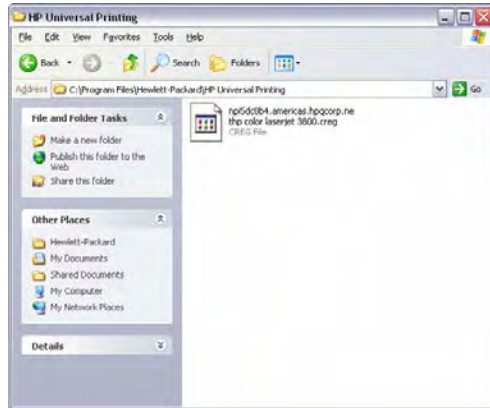 HP Universal Printing
File Edit View Favorites Tools Help
Back Search Folders
Address C:\Program Files\Hewlett-Packard\HP Universal Printing Go
File and Folder Tasks
Make a new folder
Publish this folder to the
Web
Share this folder
npi5dc0b4.americas.hpqcorp.ne
thp color laserjet 3800.creg
CREG File
Other Places
Hewlett-Packard
My Documents
Shared Documents
My Computer
My Network Places
Details